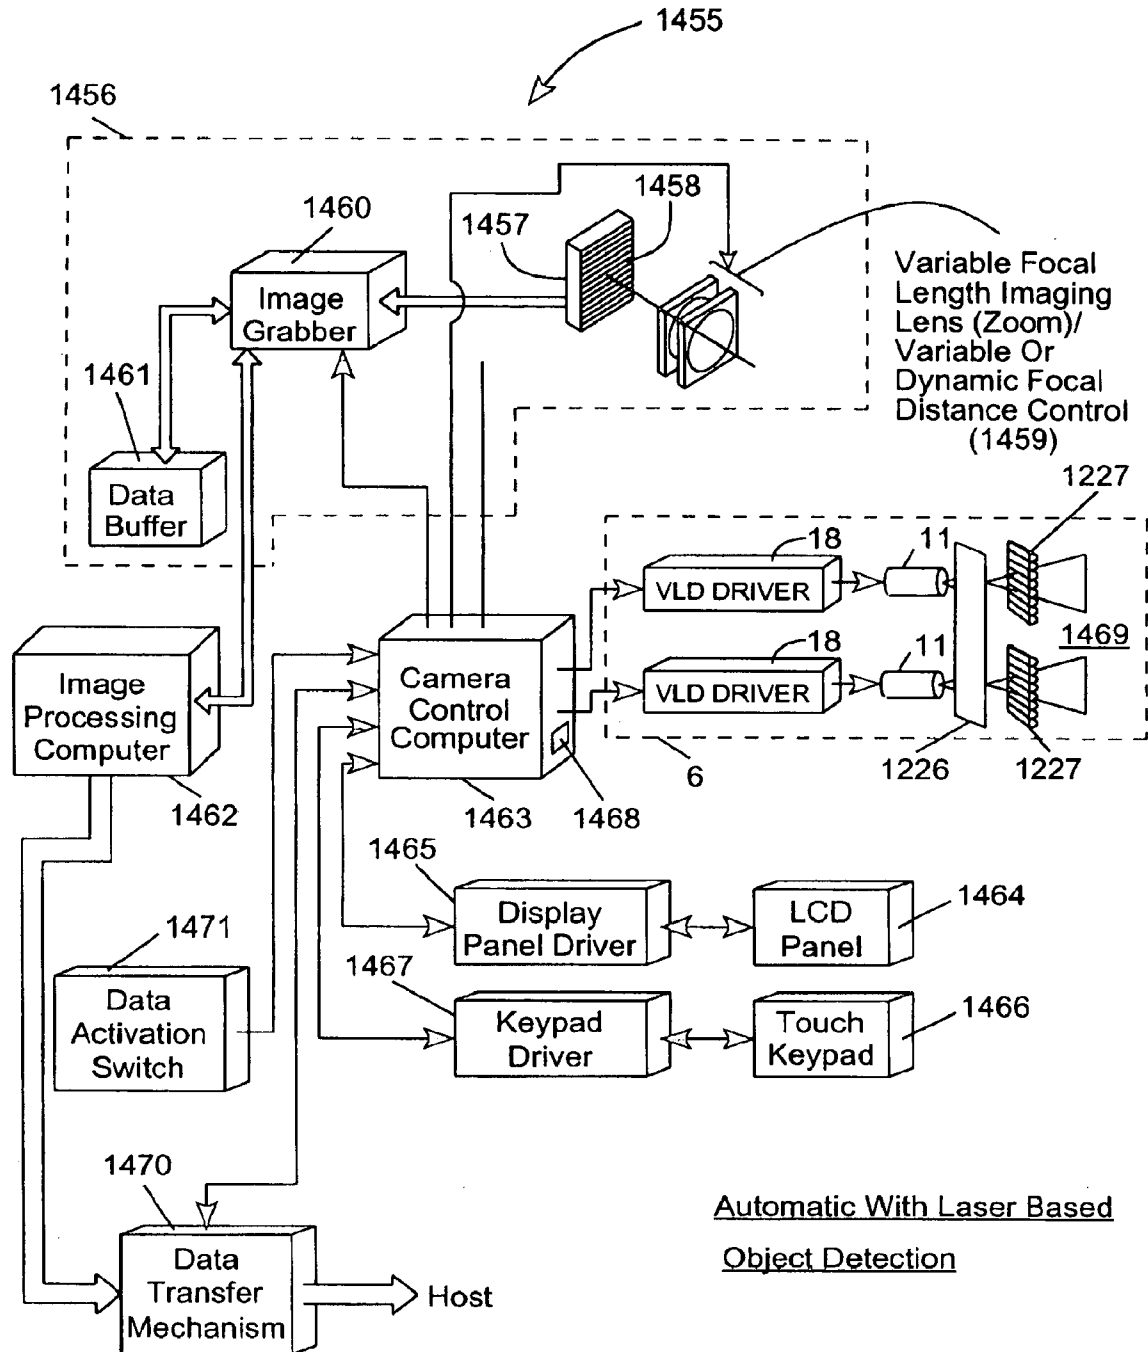 1455
1456
1460
1457
1458
Image
Grabber
Variable Focal
Length Imaging
Lens (Zoom)/
Variable Or
Dynamic Focal
Distance Control
(1459)
1461
Data
Buffer
1227
18
11
VLD DRIVER
18
11
1469
VLD DRIVER
Image
Processing
Computer
Camera
Control
Computer
6
1226
1227
1462
1463
1468
1465
Display
Panel Driver
LCD
Panel
1464
1471
Data
Activation
Switch
1467
Keypad
Driver
Touch
Keypad
1466
1470
Data
Transfer
Mechanism
Host
Automatic With Laser Based
Object Detection